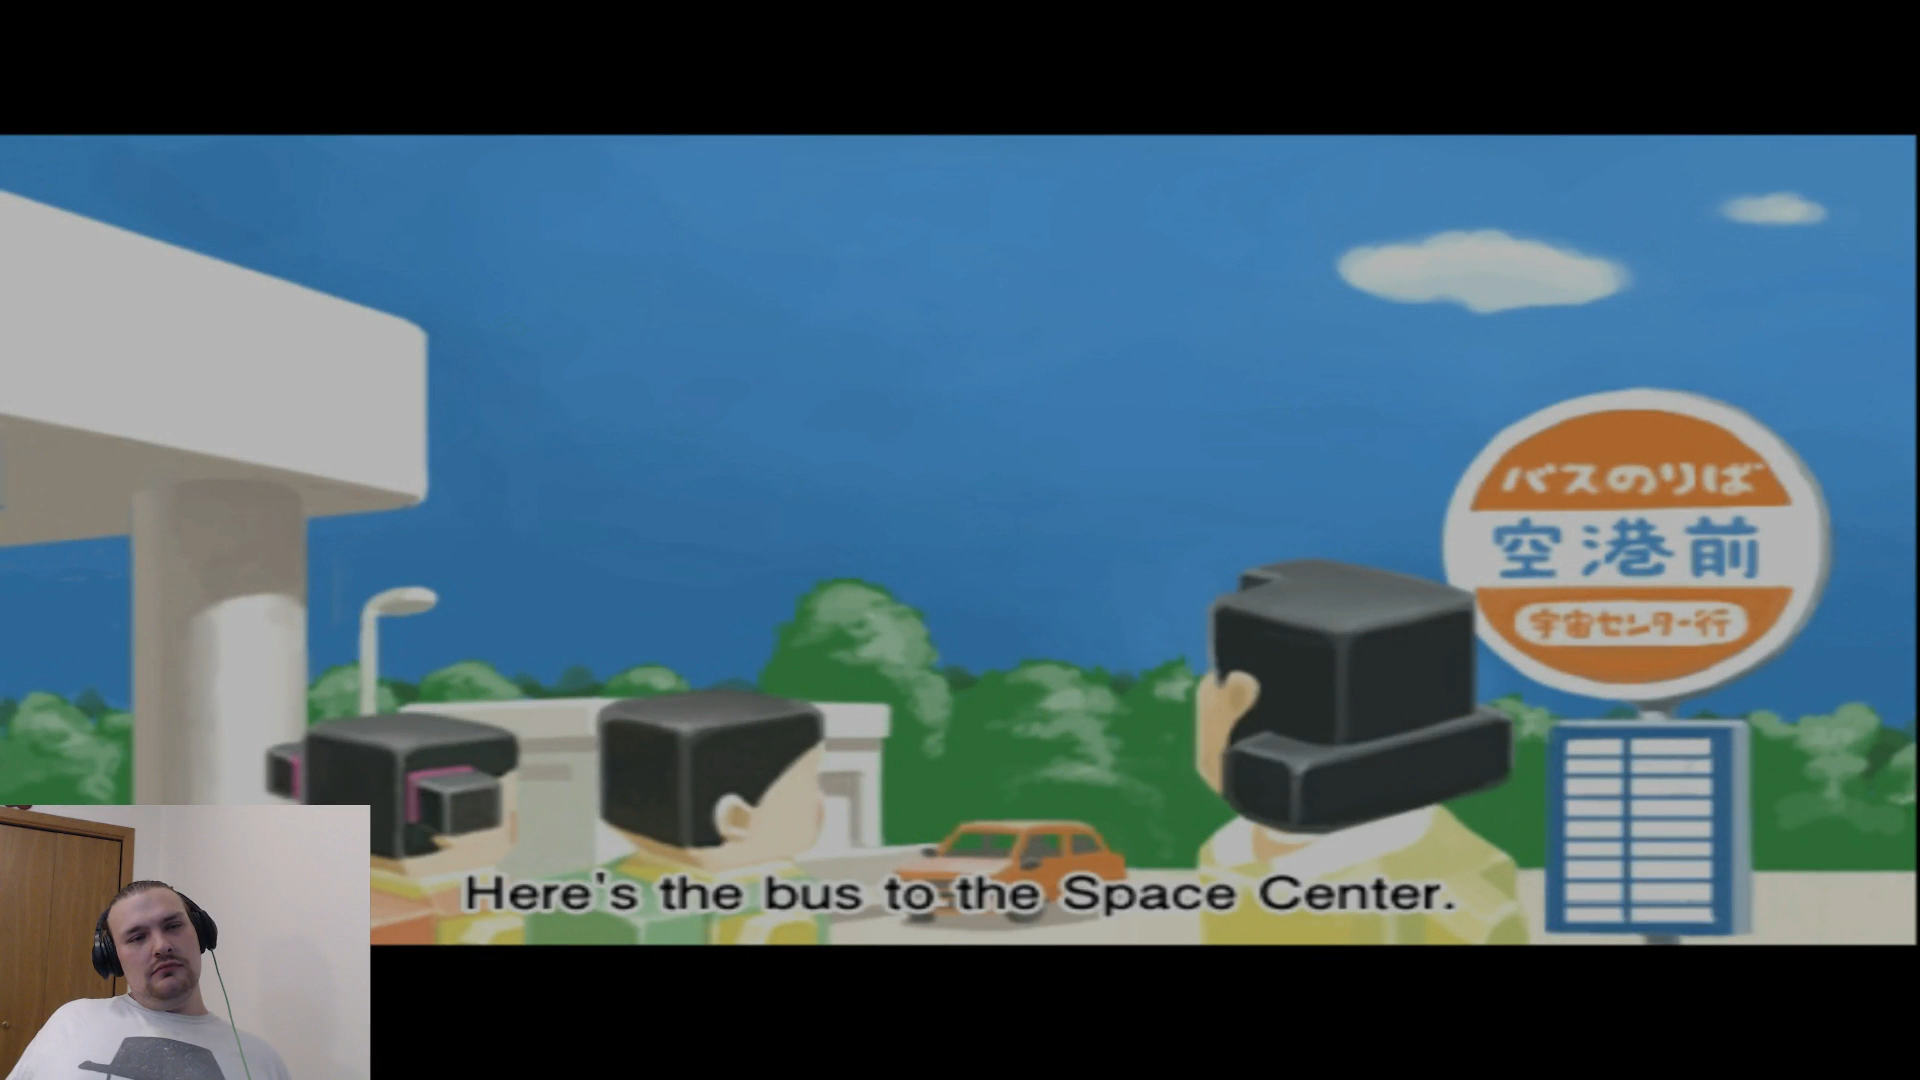 バスのりば
空港前
宇宙センター行
Here's the bus to the Space Center.